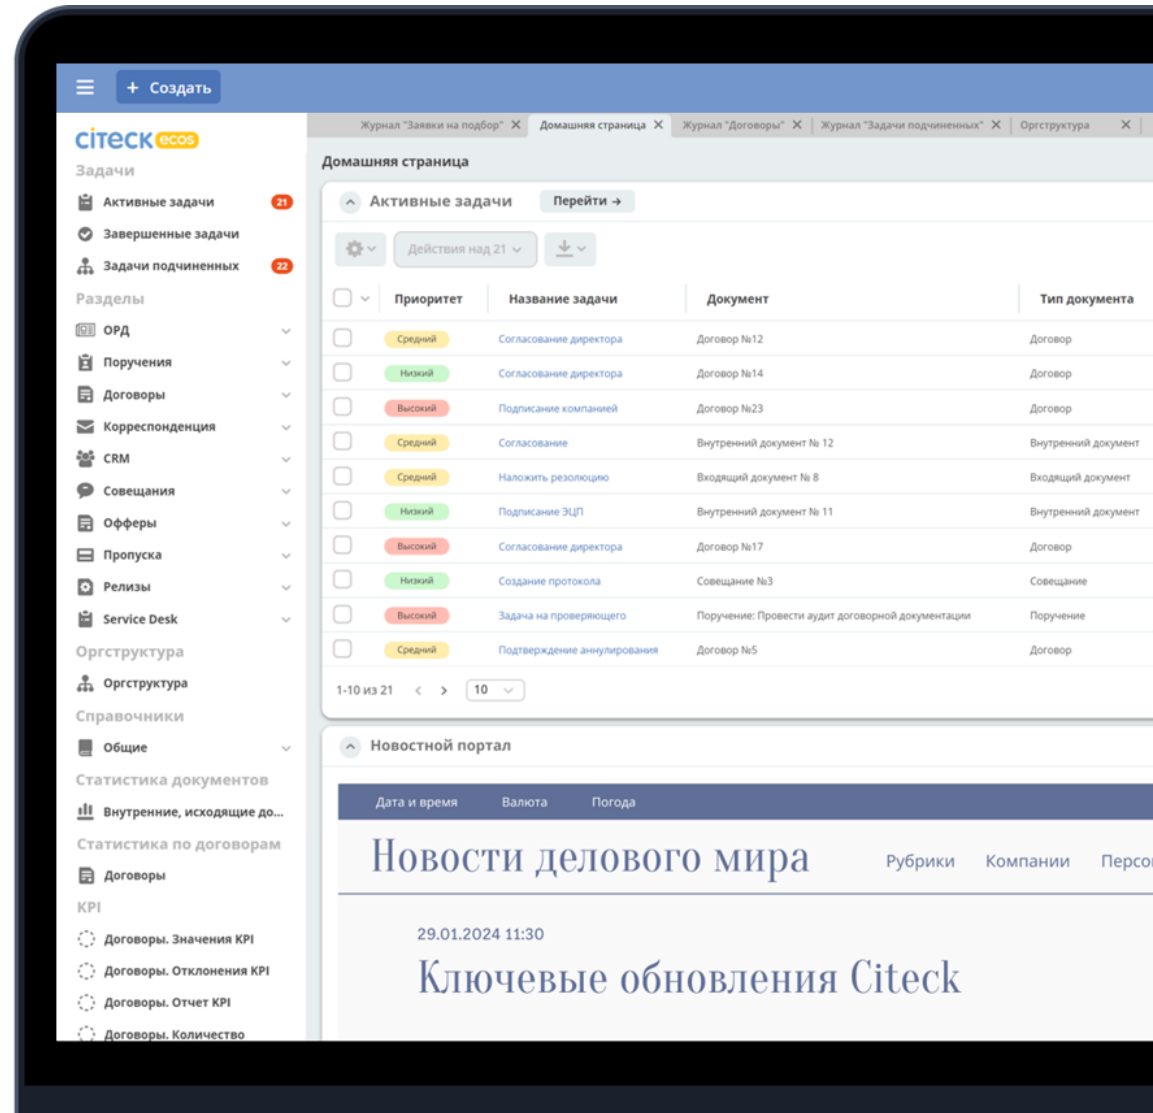 + Создать
Журнал "Заявки на подбор" ✕ Домашняя страница ✕ Журнал "Договоры" ✕ Журнал "Задачи подчиненных" ✕ Оргструктура ✕
citeck ecos
Задачи
Активные задачи 21
Завершенные задачи
Задачи подчиненных 22
Разделы
ОРД
Поручения
Договоры
Корреспонденция
CRM
Совещания
Офферы
Пропуска
Релизы
Service Desk
Оргструктура
Оргструктура
Справочники
Общие
Статистика документов
Внутренние, исходящие до...
Статистика по договорам
Договоры
KPI
Договоры. Значения KPI
Договоры. Отклонения KPI
Договоры. Отчет KPI
Договоры. Количество
Домашняя страница
Активные задачи Перейти →
Действия над 21
Приоритет Название задачи Документ Тип документа
Средний Согласование директора Договор №12 Договор
Низкий Согласование директора Договор №14 Договор
Высокий Подписание компанией Договор №23 Договор
Средний Согласование Внутренний документ № 12 Внутренний документ
Средний Наложить резолюцию Входящий документ № 8 Входящий документ
Низкий Подписание ЭЦП Внутренний документ № 11 Внутренний документ
Высокий Согласование директора Договор №17 Договор
Низкий Создание протокола Совещание №3 Совещание
Высокий Задача на проверяющего Поручение: Провести аудит договорной документации Поручение
Средний Подтверждение аннулирования Договор №5 Договор
1-10 из 21 < > 10
Новостной портал
Дата и время Валюта Погода
Новости делового мира Рубрики Компании Персо
29.01.2024 11:30
Ключевые обновления Citeck